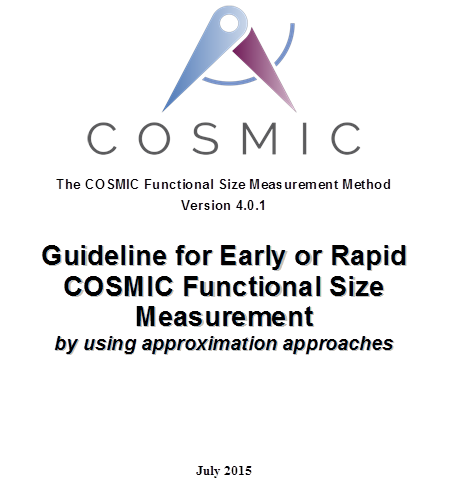 COSMIC
The COSMIC Functional Size Measurement Method
Version 4.0.1
Guideline for Early or Rapid
COSMIC Functional Size
Measurement
by using approximation approaches
July 2015